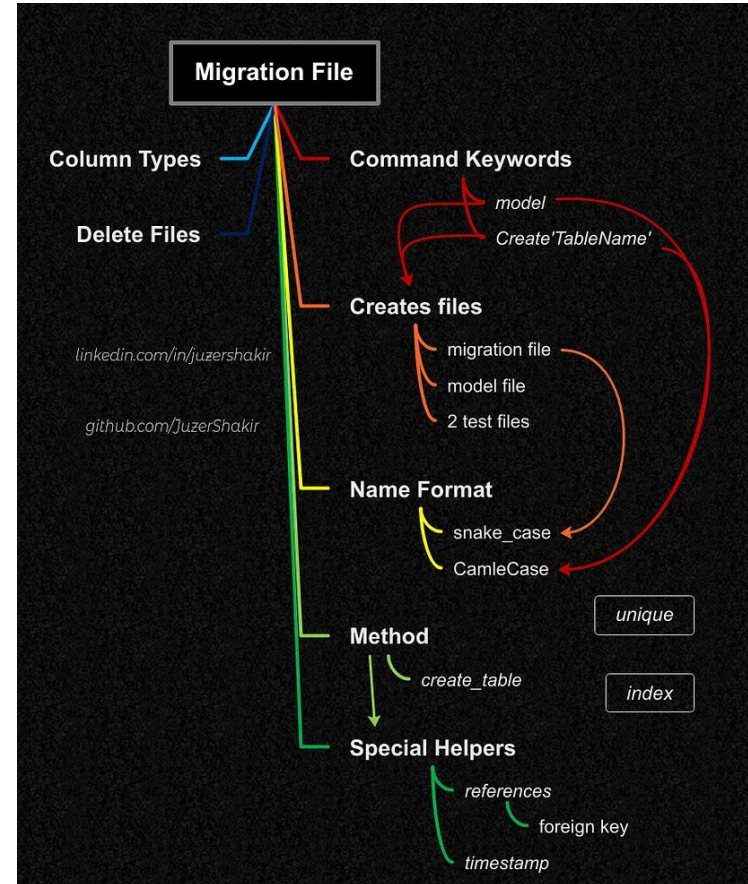 Migration File
Column Types
Delete Files
linkedin.com/in/juzershakir
github.com/JuzerShakir
Command Keywords
model
Create'TableName'
Creates files
migration file
model file
2 test files
Name Format
snake_case
CamleCase
unique
Method
create_table
index
Special Helpers
references
foreign key
timestamp